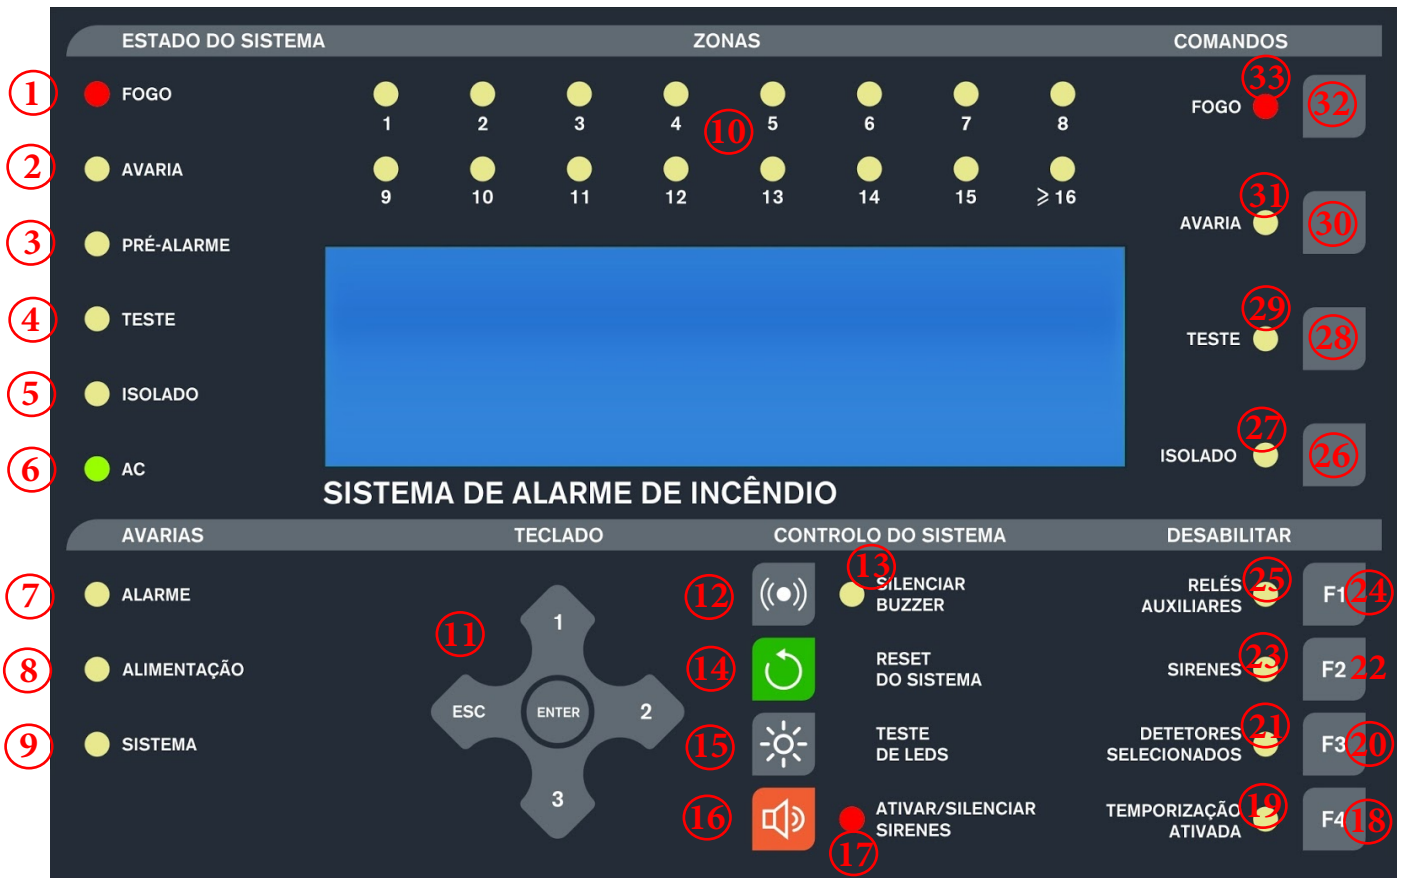 ESTADO DO SISTEMA ZONAS COMANDOS
1 FOGO 33
FOGO 32
1 2 3 4 10 5 6 7 8
2 AVARIA
9 10 11 12 13 14 15 ⩾ 16
31
AVARIA 30
3 PRÉ-ALARME
4 TESTE 29
TESTE 28
5 ISOLADO
27
ISOLADO 26
6 AC
SISTEMA DE ALARME DE INCÊNDIO
AVARIAS TECLADO CONTROLO DO SISTEMA DESABILITAR
7 ALARME
8 ALIMENTAÇÃO
9 SISTEMA
11
1
ESC ENTER 2
3
12 13 SILENCIAR
BUZZER
14 RESET
DO SISTEMA
15 TESTE
DE LEDS
16 ATIVAR/SILENCIAR
SIRENES
17
RELÉS 25 F1 24
AUXILIARES
SIRENES 23 F2 22
DETETORES 21 F3 20
SELECIONADOS
TEMPORIZAÇÃO 19 F4 18
ATIVADA